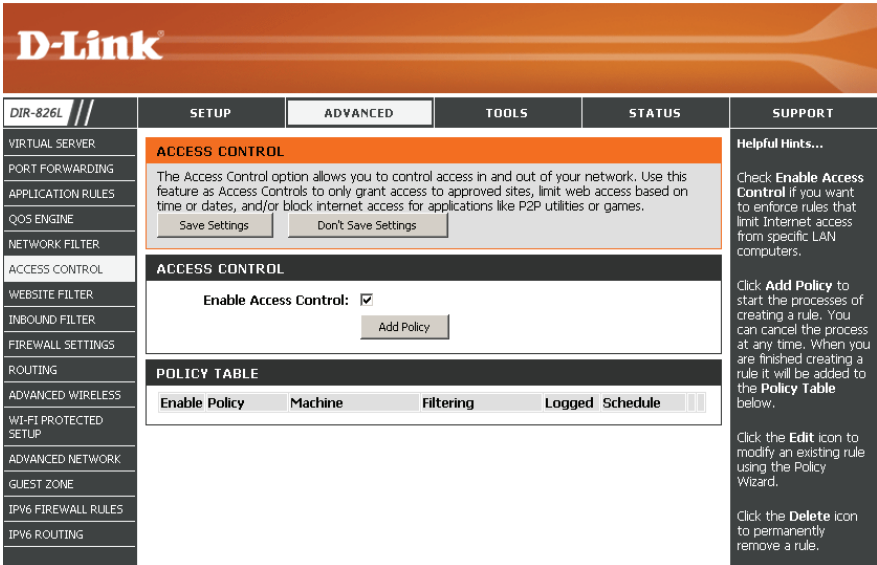 D-Link
DIR-826L
SETUP
ADVANCED
TOOLS
STATUS
SUPPORT
VIRTUAL SERVER
PORT FORWARDING
APPLICATION RULES
QOS ENGINE
NETWORK FILTER
ACCESS CONTROL
WEBSITE FILTER
INBOUND FILTER
FIREWALL SETTINGS
ROUTING
ADVANCED WIRELESS
WI-FI PROTECTED
SETUP
ADVANCED NETWORK
GUEST ZONE
IPV6 FIREWALL RULES
IPV6 ROUTING
ACCESS CONTROL
The Access Control option allows you to control access in and out of your network. Use this
feature as Access Controls to only grant access to approved sites, limit web access based on
time or dates, and/or block internet access for applications like P2P utilities or games.
Save Settings
Don't Save Settings
ACCESS CONTROL
Enable Access Control:
Add Policy
POLICY TABLE
Enable Policy Machine Filtering Logged Schedule
Helpful Hints...
Check Enable Access
Control if you want
to enforce rules that
limit Internet access
from specific LAN
computers.
Click Add Policy to
start the processes of
creating a rule. You
can cancel the process
at any time. When you
are finished creating a
rule it will be added to
the Policy Table
below.
Click the Edit icon to
modify an existing rule
using the Policy
Wizard.
Click the Delete icon
to permanently
remove a rule.